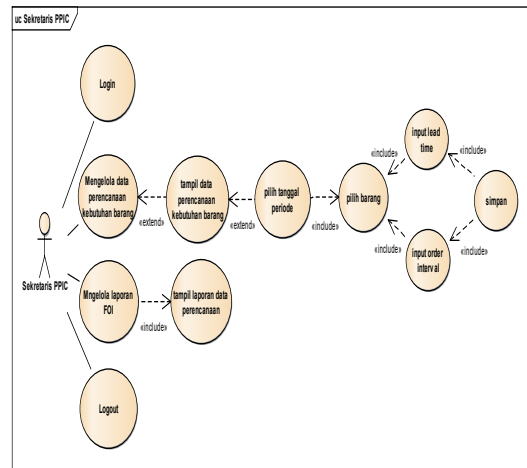 uc Sekretaris PPIC
Login
Mengelola data
perencanaan
kebutuhan barang
«extend»
tampil data
perencanaan
kebutuhan barang
«extend»
pilih tanggal
periode
«include»
pilih barang
«include»
input lead
time
«include»
simpan
«include»
input order
interval
«include»
Sekretaris PPIC
Mngelola laporan
FOI
«include»
tampil laporan data
perencanaan
Logout